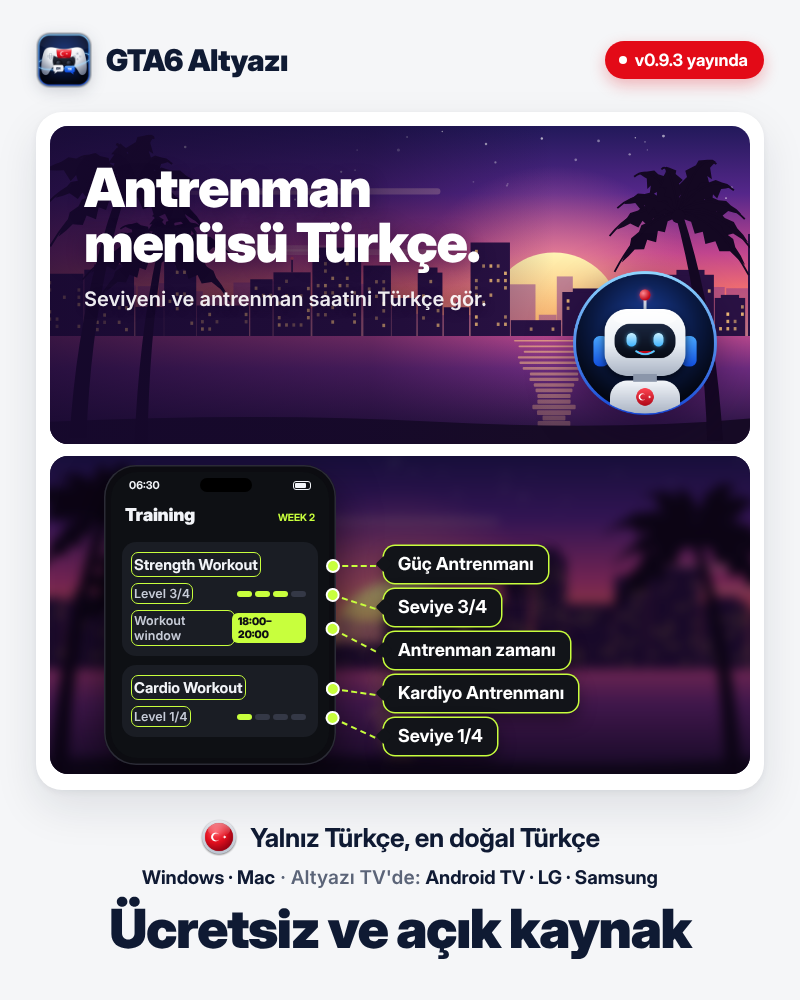 GTA6 Altyazı
v0.9.3 yayında
Antrenman
menüsü Türkçe.
Seviyeni ve antrenman saatini Türkçe gör.
06:30
Training
WEEK 2
Strength Workout
Level 3/4
Workout
window
18:00–
20:00
Cardio Workout
Level 1/4
Güç Antrenmanı
Seviye 3/4
Antrenman zamanı
Kardiyo Antrenmanı
Seviye 1/4
Yalnız Türkçe, en doğal Türkçe
Windows · Mac · Altyazı TV'de: Android TV · LG · Samsung
Ücretsiz ve açık kaynak